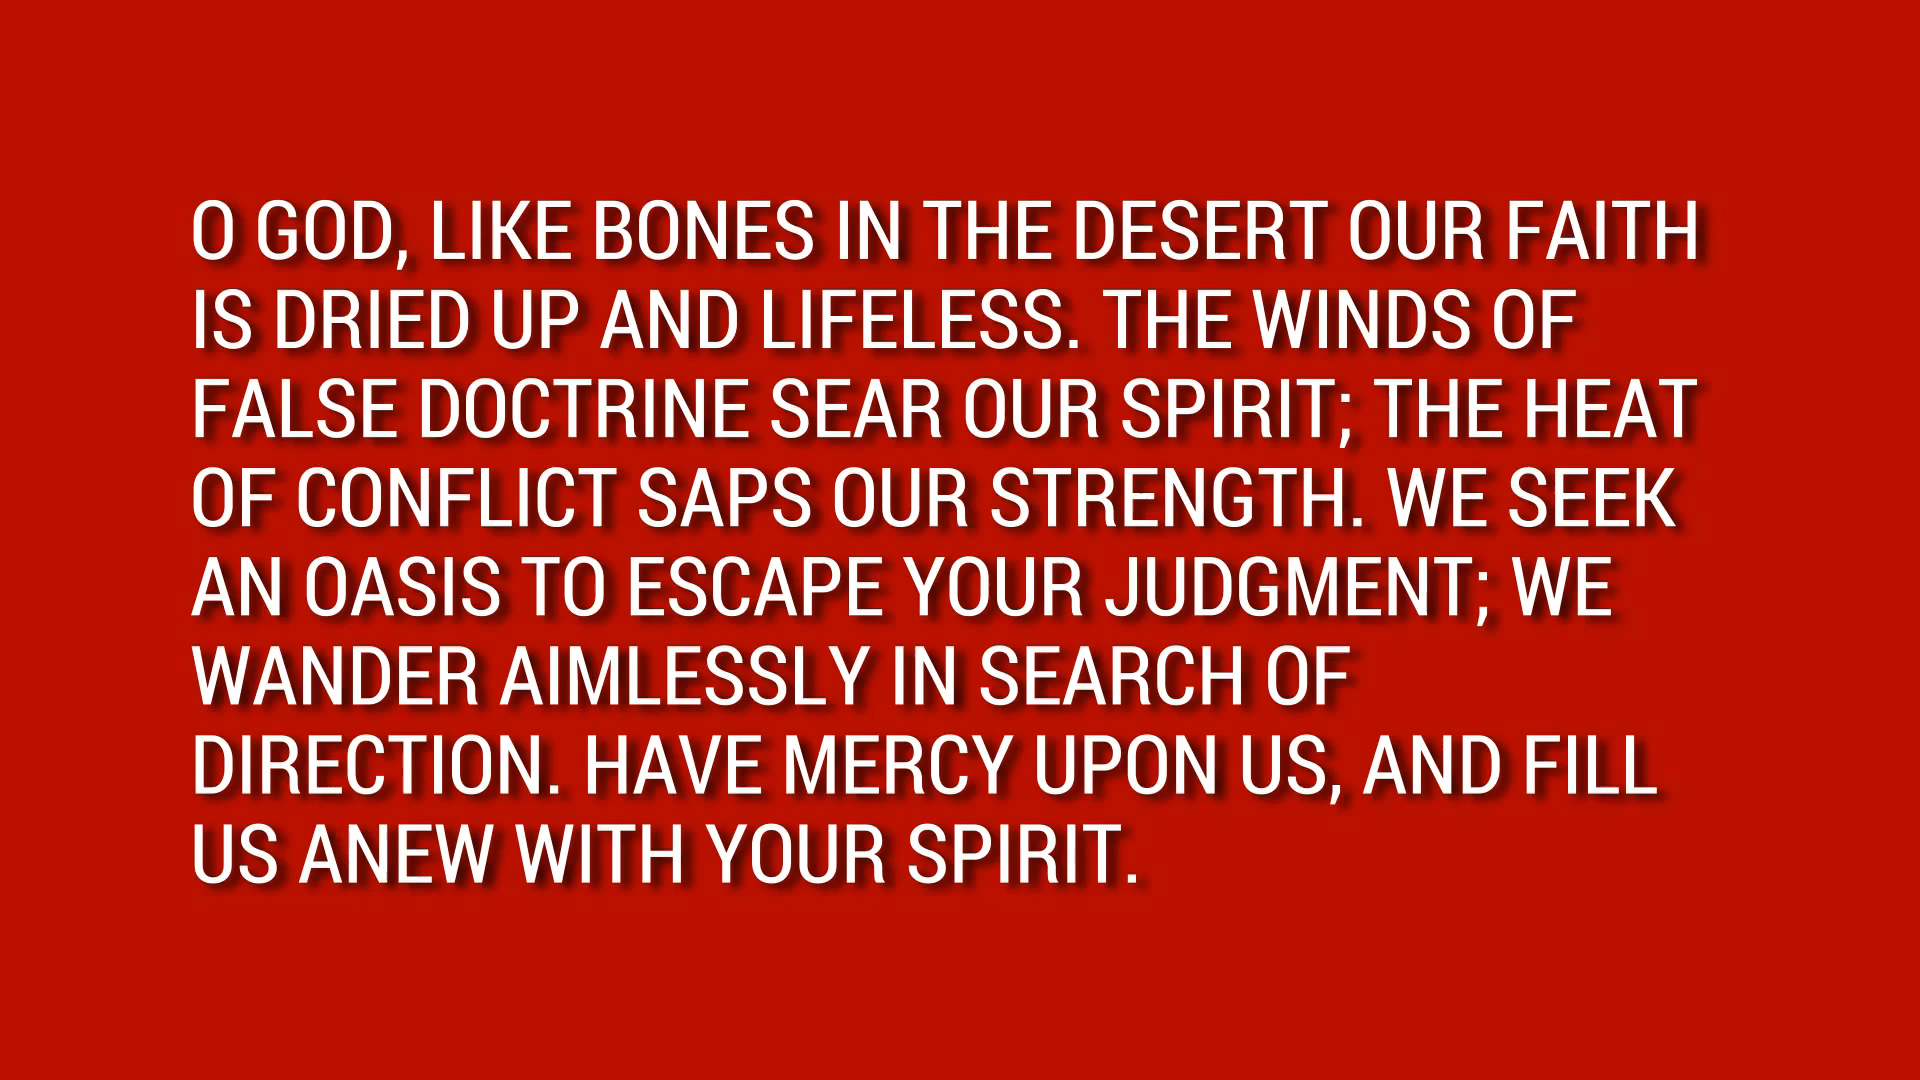 O GOD, LIKE BONES IN THE DESERT OUR FAITH
IS DRIED UP AND LIFELESS. THE WINDS OF
FALSE DOCTRINE SEAR OUR SPIRIT; THE HEAT
OF CONFLICT SAPS OUR STRENGTH. WE SEEK
AN OASIS TO ESCAPE YOUR JUDGMENT; WE
WANDER AIMLESSLY IN SEARCH OF
DIRECTION. HAVE MERCY UPON US, AND FILL
US ANEW WITH YOUR SPIRIT.